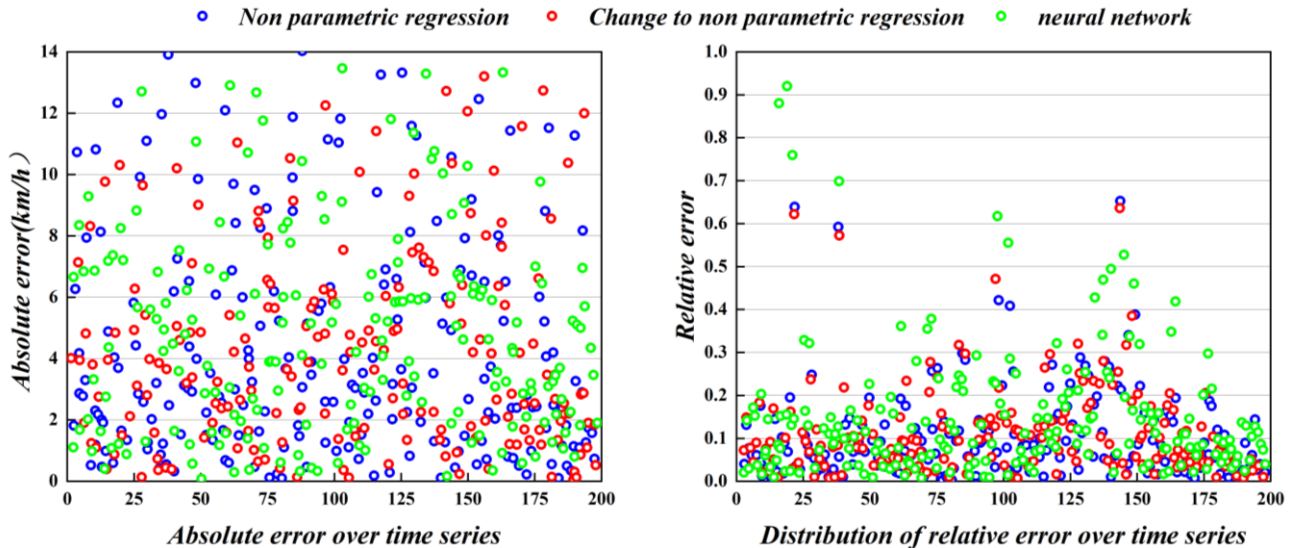 Non parametric regression Change to non parametric regression neural network
14
12
10
8
6
4
2
0
Absolute error(km/h)
0 25 50 75 100 125 150 175 200
Absolute error over time series
1.0
0.9
0.8
0.7
0.6
0.5
0.4
0.3
0.2
0.1
0
Relative error
0 25 50 75 100 125 150 175 200
Distribution of relative error over time series